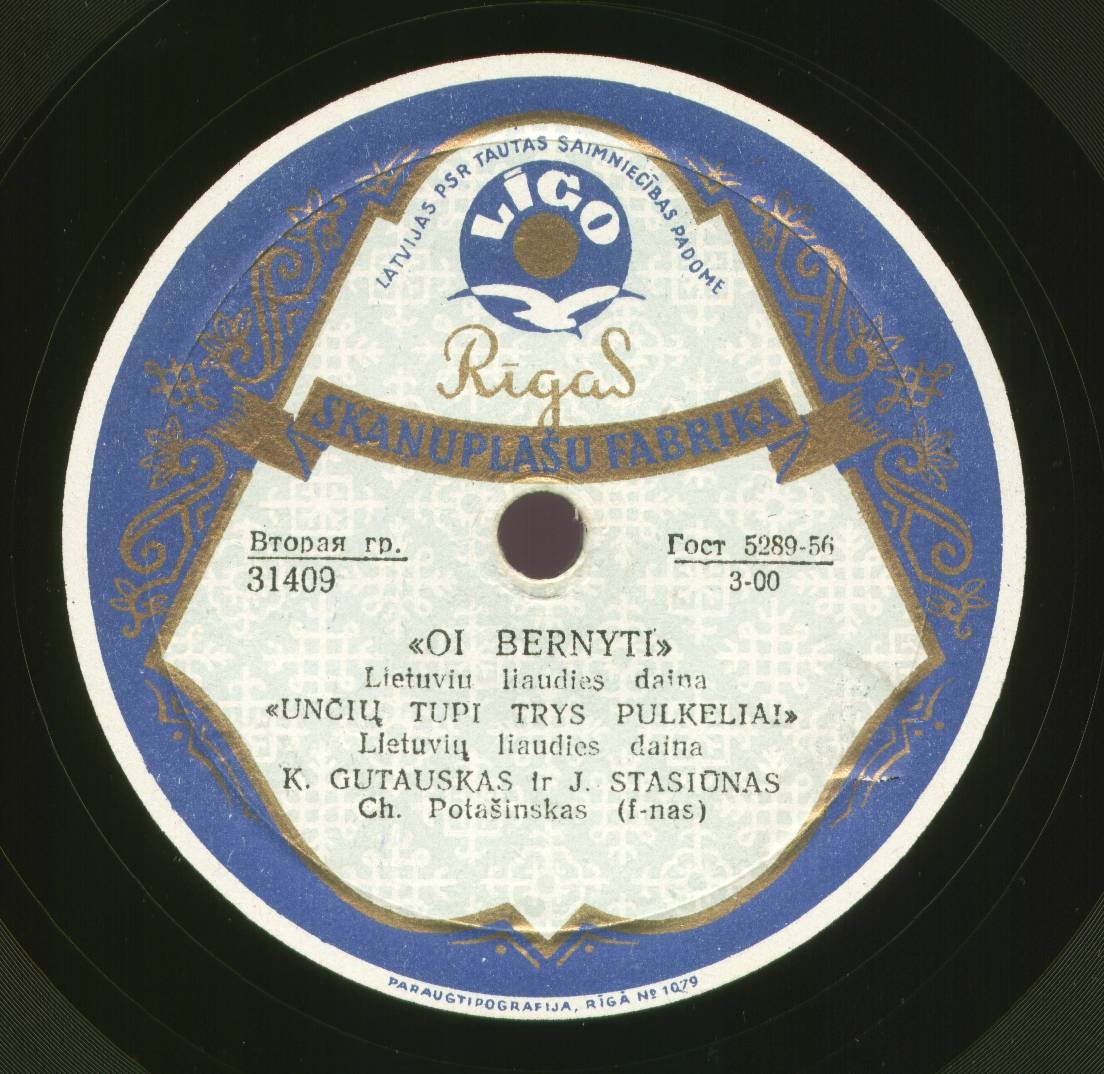 LATVIJAS PSR TAUTAS SAIMNIECĪBAS PADOME
LĪGO
Rīgas
SKAŅUPLAŠU FABRIKA
Вторая гр.
31409
Гост 5289-56
3-00
«OI BERNYTI»
Lietuvių liaudies daina
«UNČIŲ TUPI TRYS PULKELIAI»
Lietuvių liaudies daina
K. GUTAUSKAS ir J. STASIŪNAS
Ch. Potašinskas (f-nas)
PARAUGTIPOGRAFIJA, RĪGĀ Nº 1079